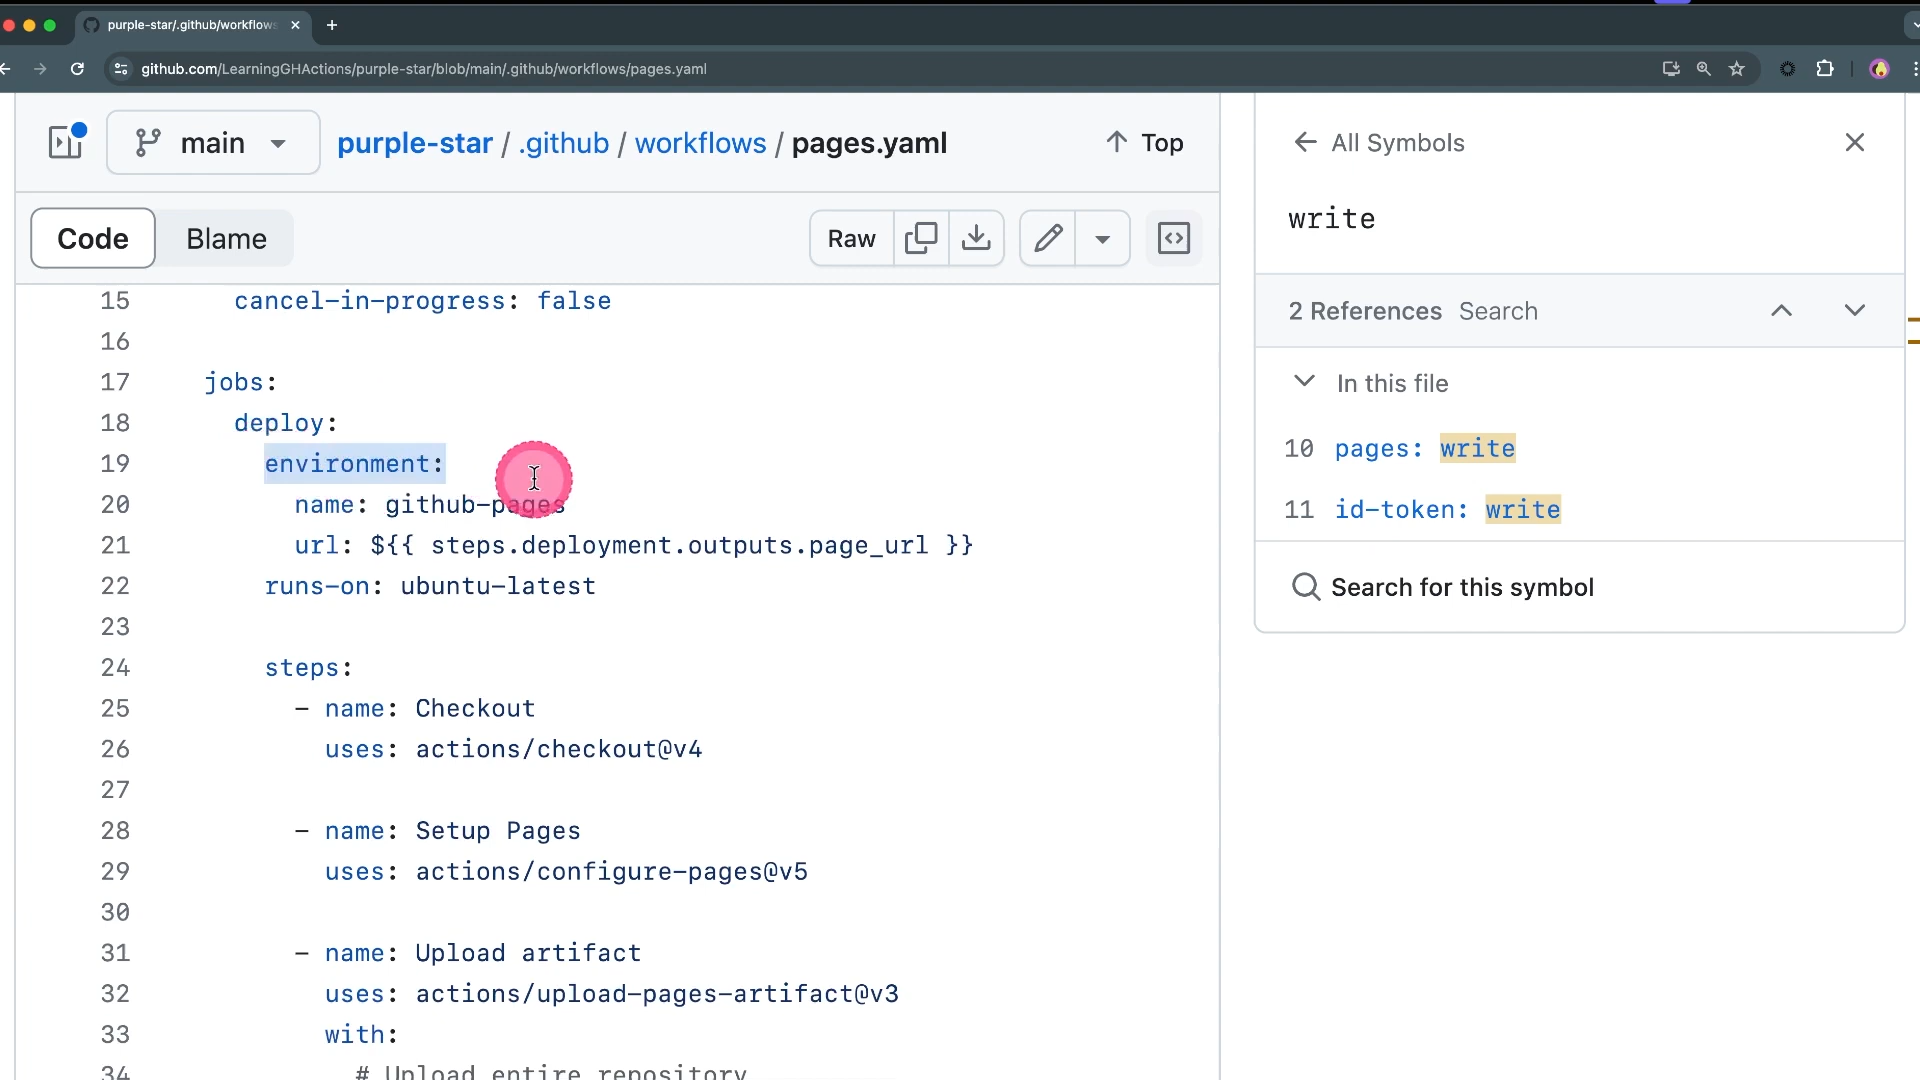 purple-star/.github/workflows
github.com/LearningGHActions/purple-star/blob/main/.github/workflows/pages.yaml
main
purple-star / .github / workflows / pages.yaml
Top
Code
Blame
Raw
15 cancel-in-progress: false
16
17 jobs:
18 deploy:
19 environment:
20 name: github-pages
21 url: ${{ steps.deployment.outputs.page_url }}
22 runs-on: ubuntu-latest
23
24 steps:
25 - name: Checkout
26 uses: actions/checkout@v4
27
28 - name: Setup Pages
29 uses: actions/configure-pages@v5
30
31 - name: Upload artifact
32 uses: actions/upload-pages-artifact@v3
33 with:
34 # Upload entire repository
All Symbols
write
2 References Search
In this file
10 pages: write
11 id-token: write
Search for this symbol